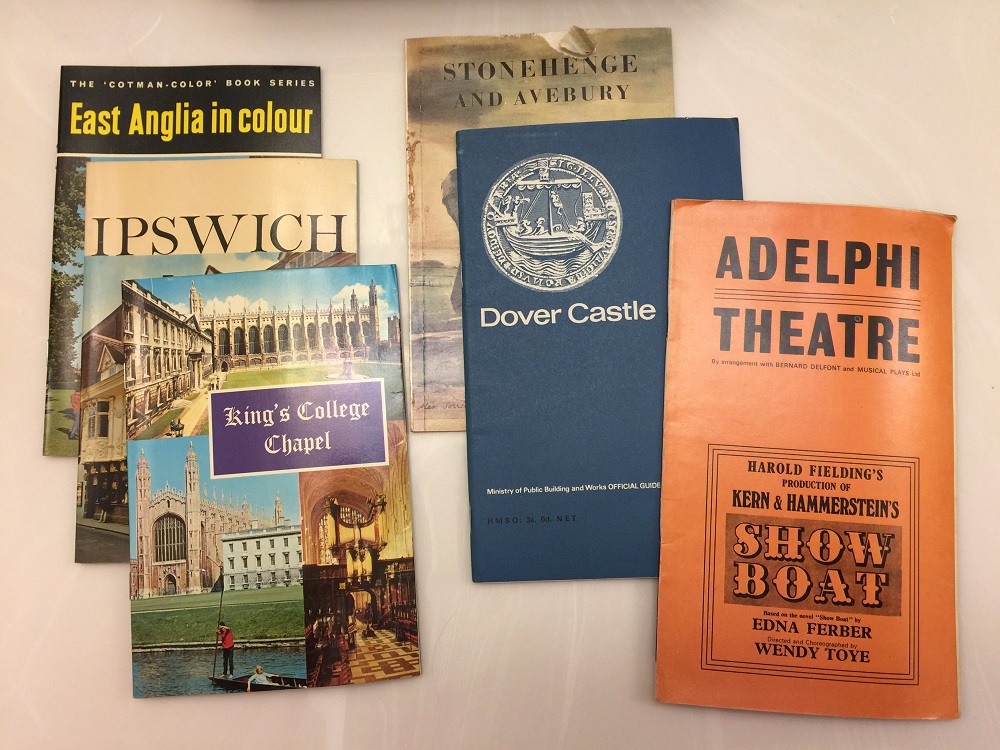 THE 'COTMAN-COLOR' BOOK SERIES
East Anglia in colour
IPSWICH
King's College
Chapel
STONEHENGE
AND AVEBURY
Dover Castle
Ministry of Public Building and Works OFFICIAL GUIDE
HMSO: 3s. 0d. NET
ADELPHI
THEATRE
By arrangement with BERNARD DELFONT and MUSICAL PLAYS Ltd
HAROLD FIELDING'S
PRODUCTION OF
KERN & HAMMERSTEIN'S
SHOW
BOAT
Based on the novel "Show Boat" by
EDNA FERBER
Directed and Choreographed by
WENDY TOYE